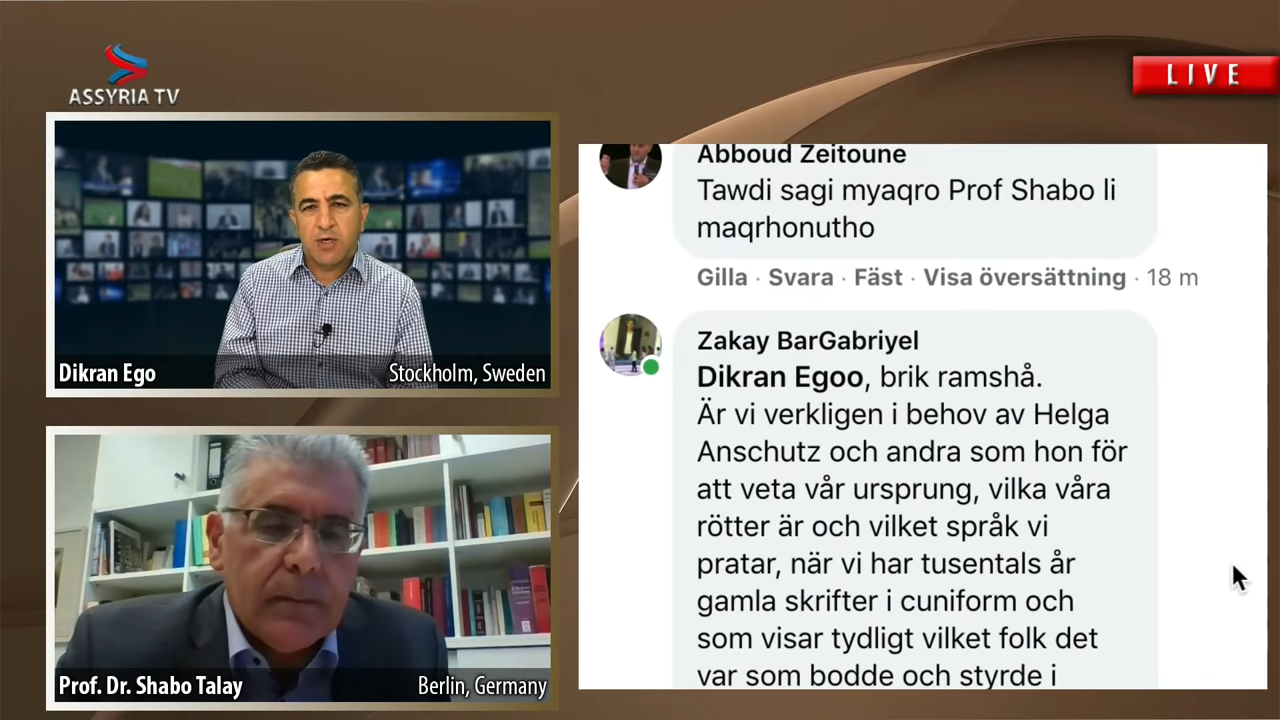 ASSYRIA TV
LIVE
Dikran Ego
Stockholm, Sweden
Prof. Dr. Shabo Talay
Berlin, Germany
Abboud Zeitoune
Tawdi sagi myaqro Prof Shabo li
maqrhonutho
Gilla · Svara · Fäst · Visa översättning · 18 m
Zakay BarGabriyel
Dikran Egoo, brik ramshå.
Är vi verkligen i behov av Helga
Anschutz och andra som hon för
att veta vår ursprung, vilka våra
rötter är och vilket språk vi
pratar, när vi har tusentals år
gamla skrifter i cuniform och
som visar tydligt vilket folk det
var som bodde och styrde i